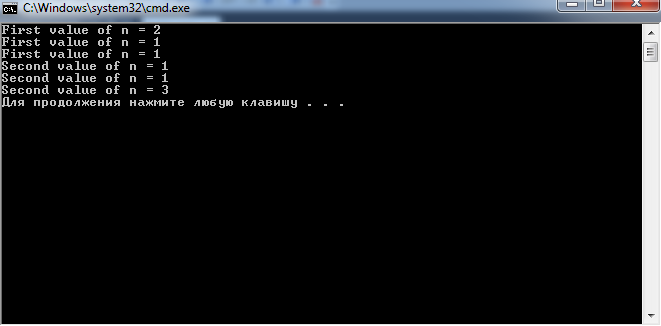 C:\Windows\system32\cmd.exe
First value of n = 2
First value of n = 1
First value of n = 1
Second value of n = 1
Second value of n = 1
Second value of n = 3
Для продолжения нажмите любую клавишу . . .